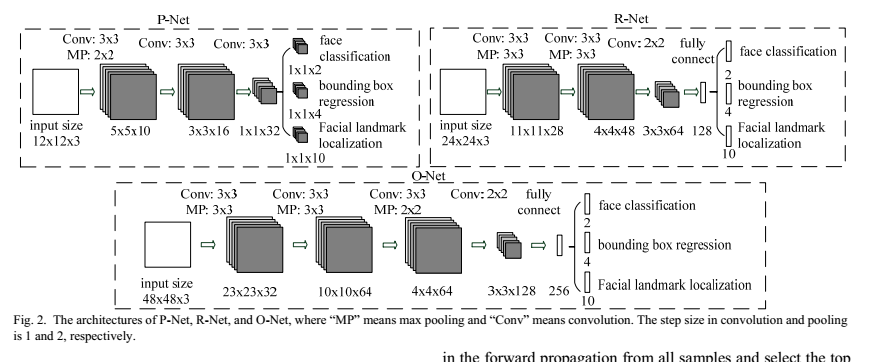 P-Net
Conv: 3x3
MP: 2x2
Conv: 3x3
Conv: 3x3
face
classification
1x1x2
bounding box
regression
1x1x4
Facial landmark
localization
1x1x10
input size
12x12x3
5x5x10
3x3x16
1x1x32
R-Net
Conv: 3x3
MP: 3x3
Conv: 3x3
MP: 3x3
Conv: 2x2
fully
connect
face classification
2
bounding box
regression
4
Facial landmark
localization
10
input size
24x24x3
11x11x28
4x4x48
3x3x64
128
O-Net
Conv: 3x3
MP: 3x3
Conv: 3x3
MP: 3x3
Conv: 3x3
MP: 2x2
Conv: 2x2
fully
connect
face classification
2
bounding box regression
4
Facial landmark localization
10
input size
48x48x3
23x23x32
10x10x64
4x4x64
3x3x128
256
Fig. 2. The architectures of P-Net, R-Net, and O-Net, where “MP” means max pooling and “Conv” means convolution. The step size in convolution and pooling
is 1 and 2, respectively.
in the forward propagation from all samples and select the top